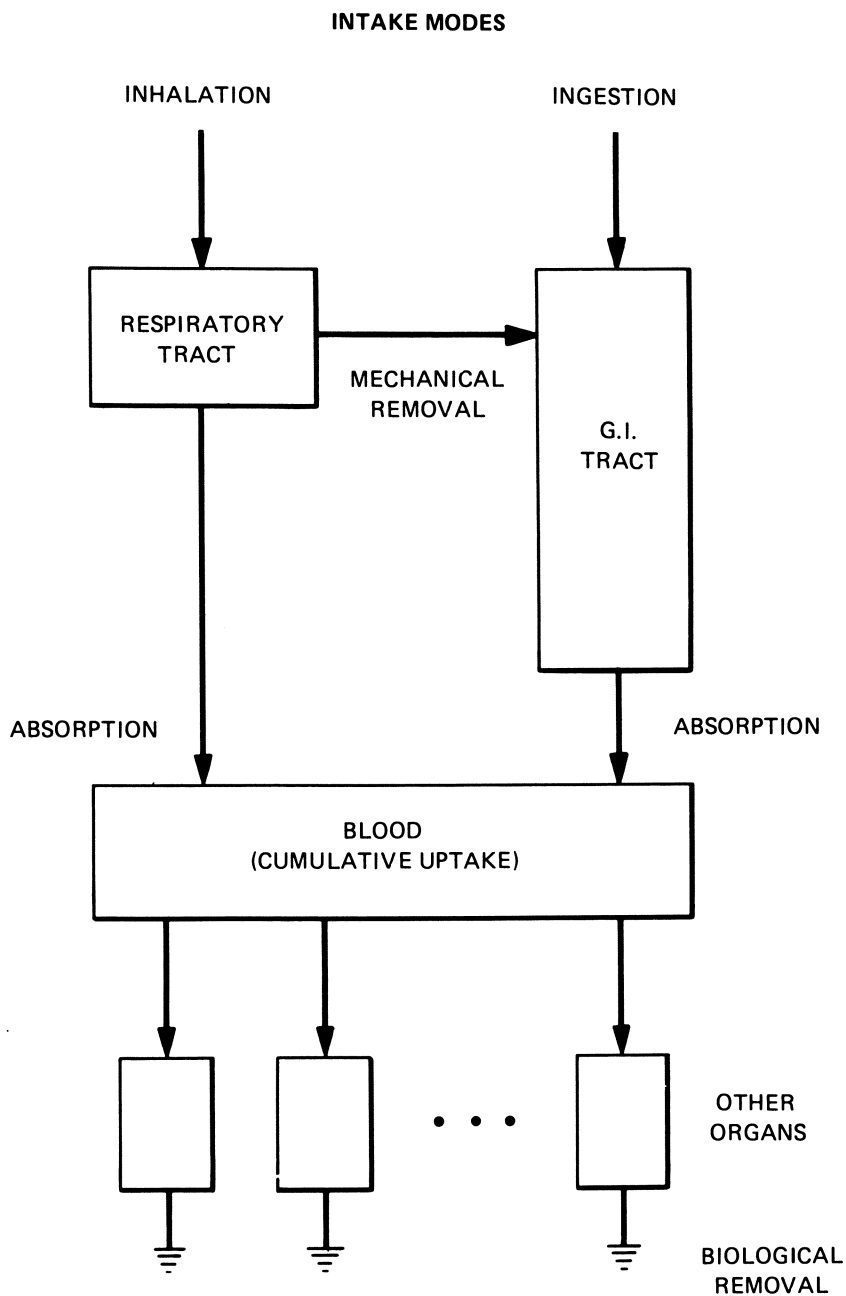 INTAKE MODES
INHALATION
INGESTION
RESPIRATORY
TRACT
MECHANICAL
REMOVAL
G.I.
TRACT
ABSORPTION
ABSORPTION
BLOOD
(CUMULATIVE UPTAKE)
OTHER
ORGANS
BIOLOGICAL
REMOVAL